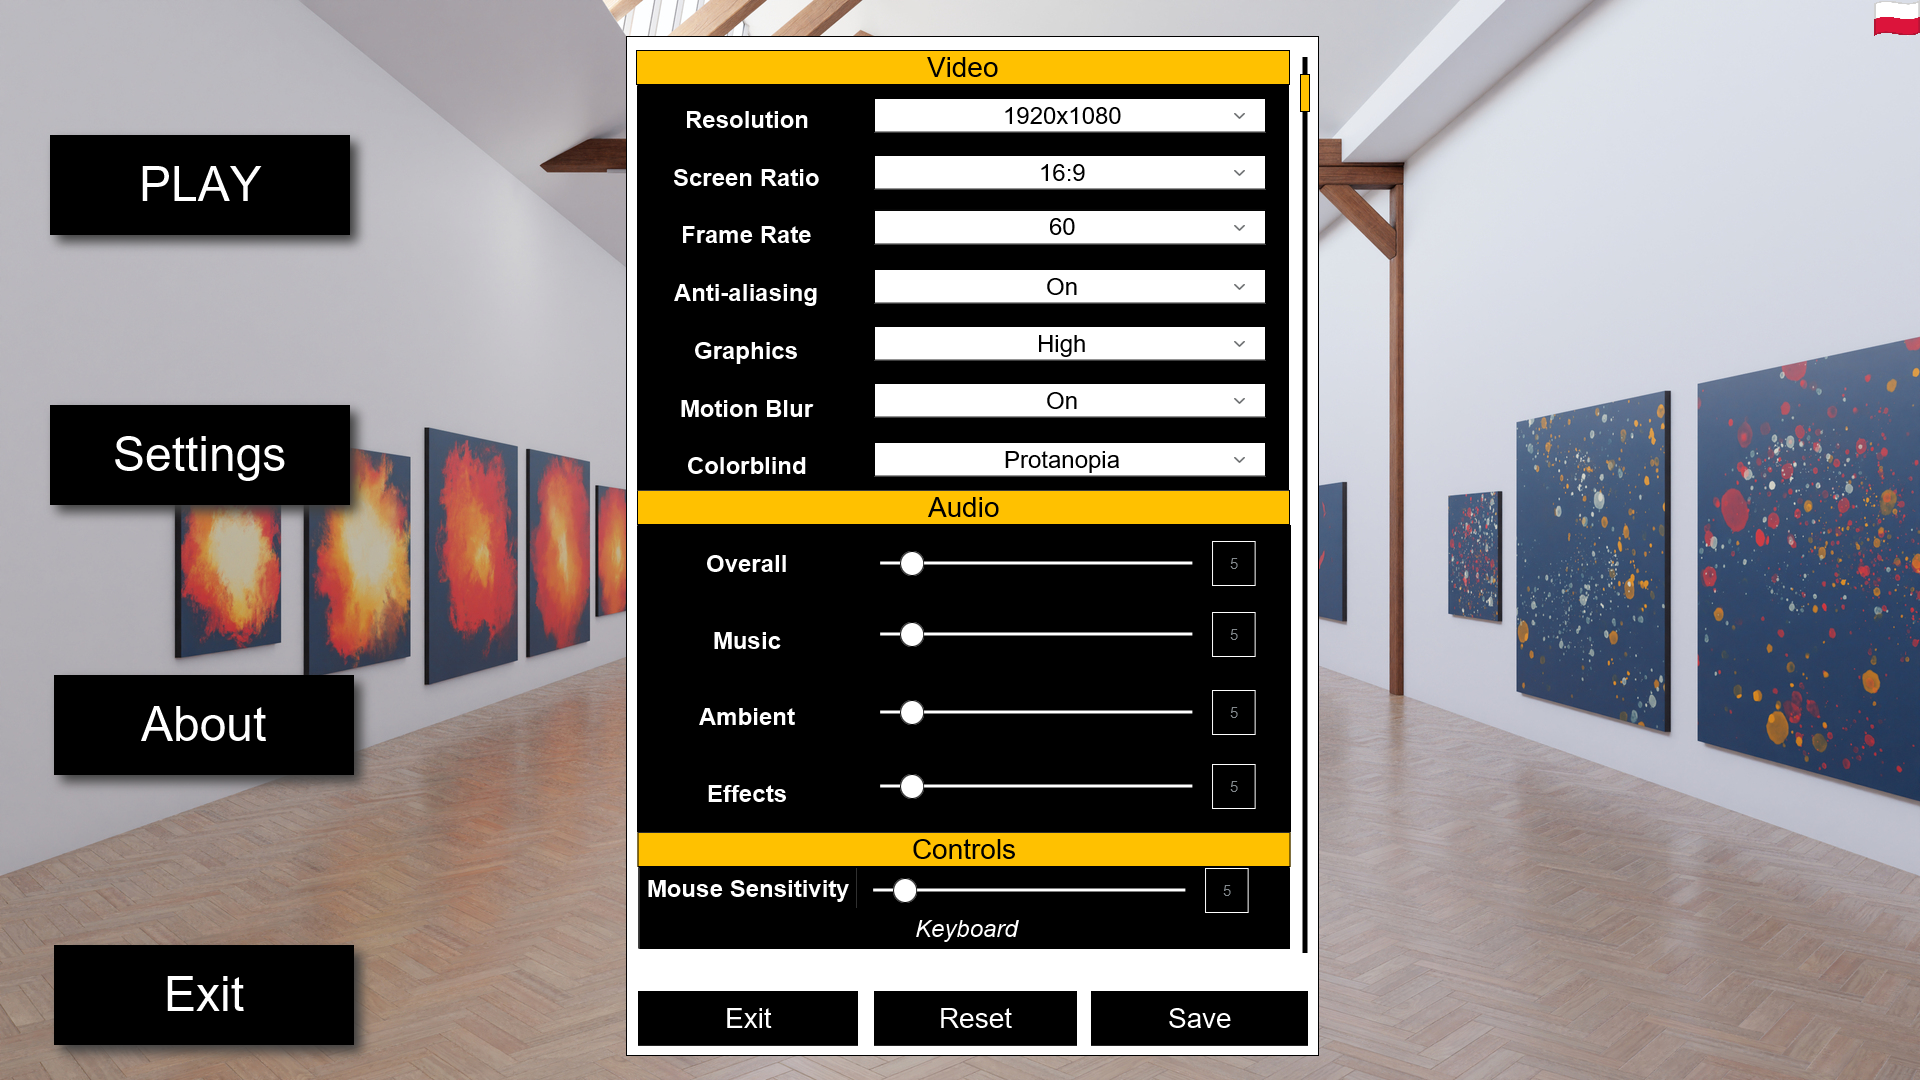 PLAY
Settings
About
Exit
Video
Resolution 1920x1080
Screen Ratio 16:9
Frame Rate 60
Anti-aliasing On
Graphics High
Motion Blur On
Colorblind Protanopia
Audio
Overall 5
Music 5
Ambient 5
Effects 5
Controls
Mouse Sensitivity 5
Keyboard
Exit Reset Save